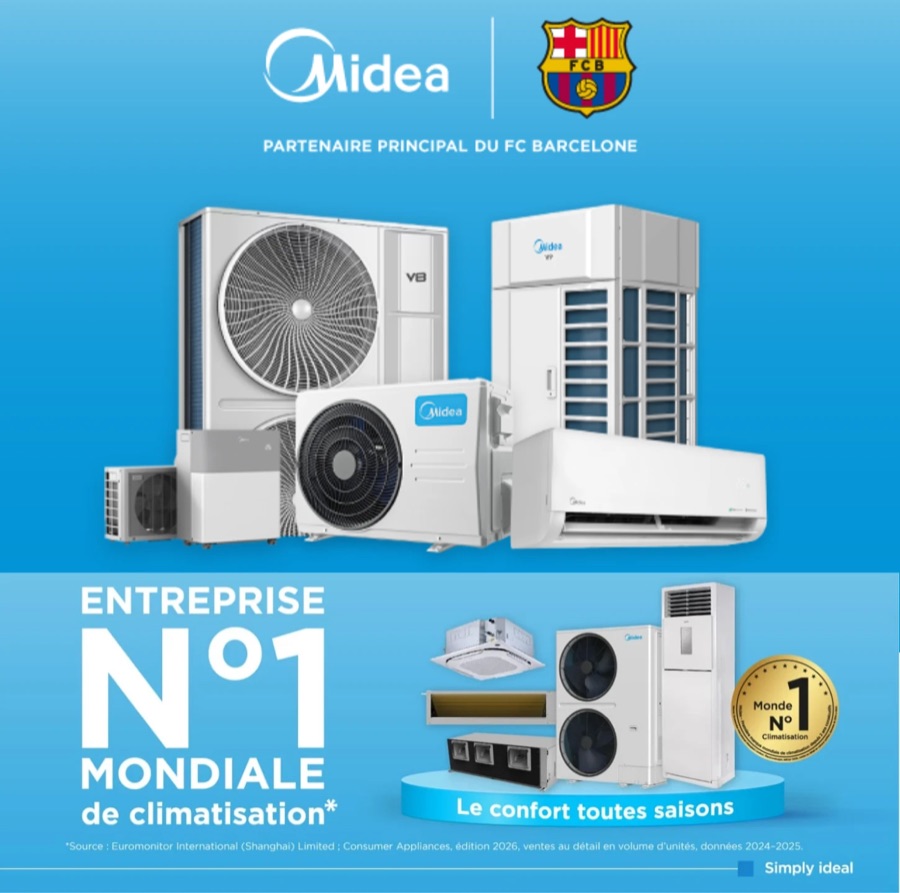 Midea
FCB
PARTENAIRE PRINCIPAL DU FC BARCELONE
V8
Midea
V8
Midea
Midea
ENTREPRISE
N°1
MONDIALE
de climatisation*
Midea
Monde
N° 1
Climatisation
Le confort toutes saisons
*Source : Euromonitor International (Shanghai) Limited ; Consumer Appliances, édition 2026, ventes au détail en volume d'unités, données 2024-2025.
Simply ideal